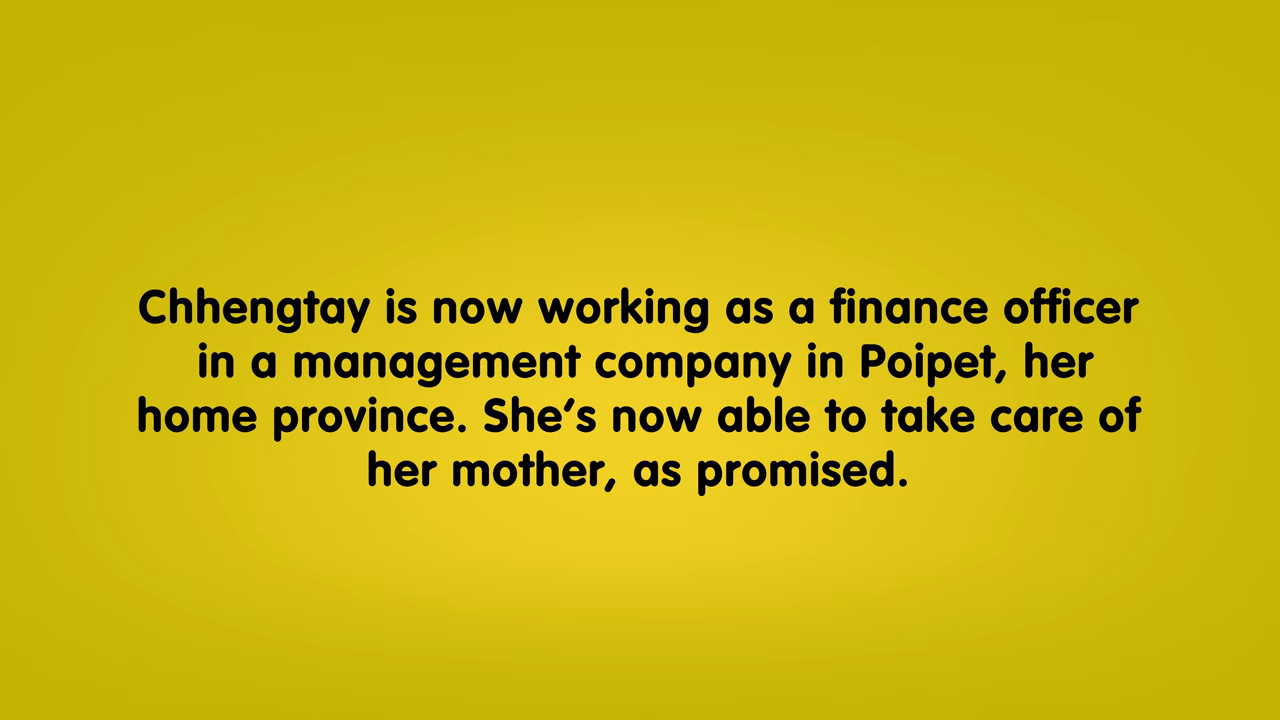 Chhengtay is now working as a finance officer
in a management company in Poipet, her
home province. She's now able to take care of
her mother, as promised.